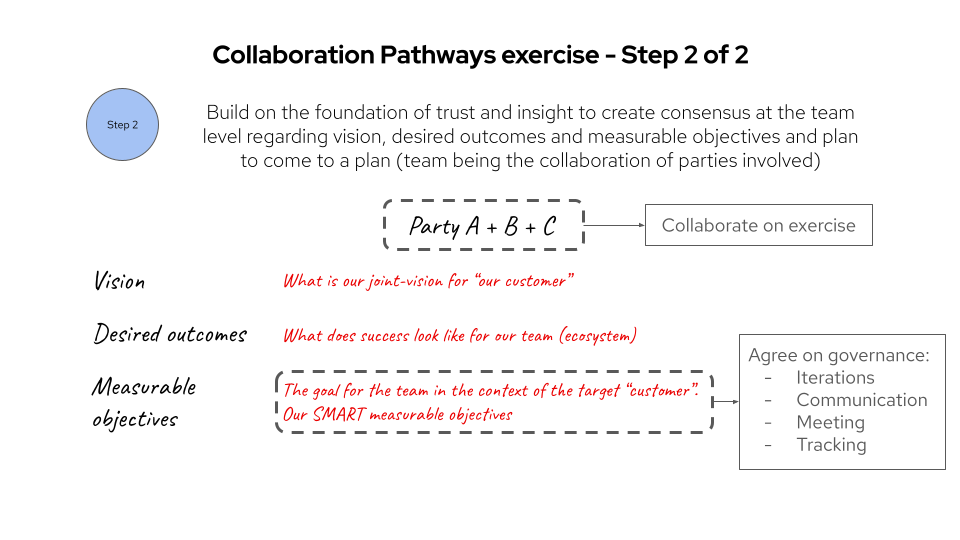 Collaboration Pathways exercise - Step 2 of 2
Step 2
Build on the foundation of trust and insight to create consensus at the team
level regarding vision, desired outcomes and measurable objectives and plan
to come to a plan (team being the collaboration of parties involved)
Party A + B + C
Collaborate on exercise
Vision
What is our joint-vision for “our customer”
Desired outcomes
What does success look like for our team (ecosystem)
Measurable
objectives
The goal for the team in the context of the target “customer”.
Our SMART measurable objectives
Agree on governance:
- Iterations
- Communication
- Meeting
- Tracking